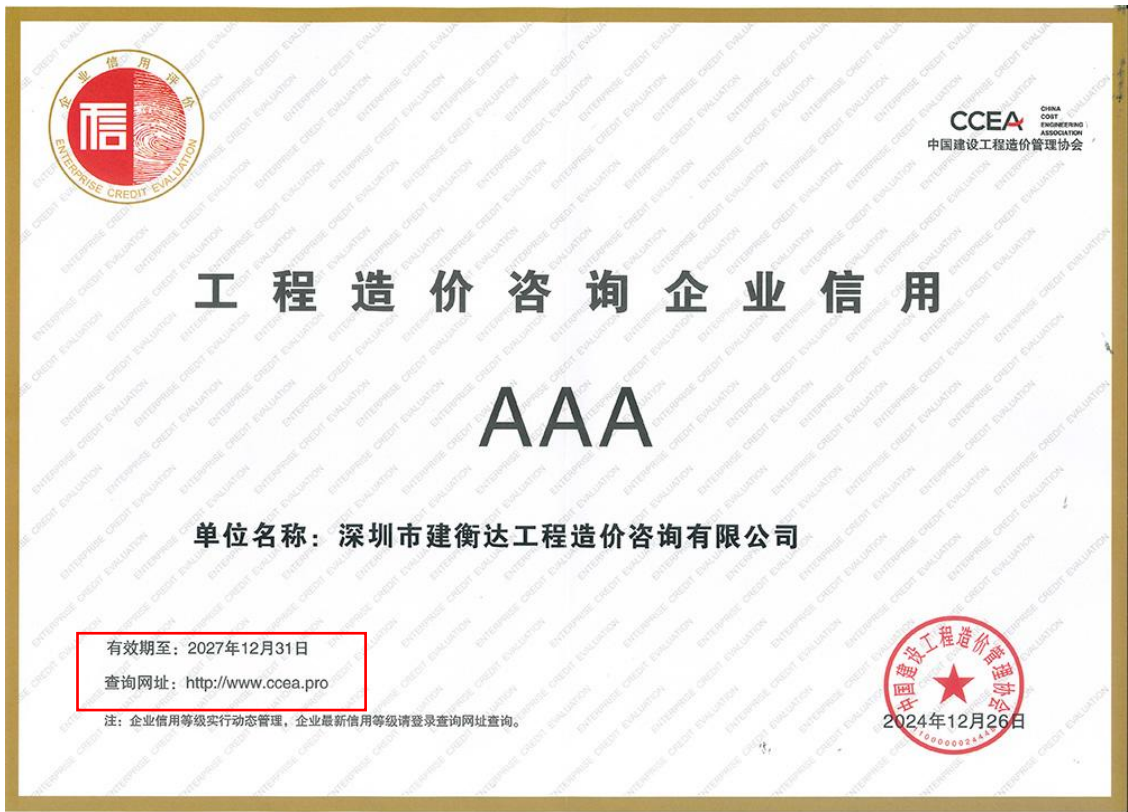 企业信用评价
ENTERPRISE CREDIT EVALUATION
信
CCEA
CHINA
COST
ENGINEERING
ASSOCIATION
中国建设工程造价管理协会
工程造价咨询企业信用
AAA
单位名称：深圳市建衡达工程造价咨询有限公司
有效期至：2027年12月31日
查询网址：http://www.ccea.pro
注：企业信用等级实行动态管理，企业最新信用等级请登录查询网址查询。
中国建设工程造价管理协会
2024年12月26日